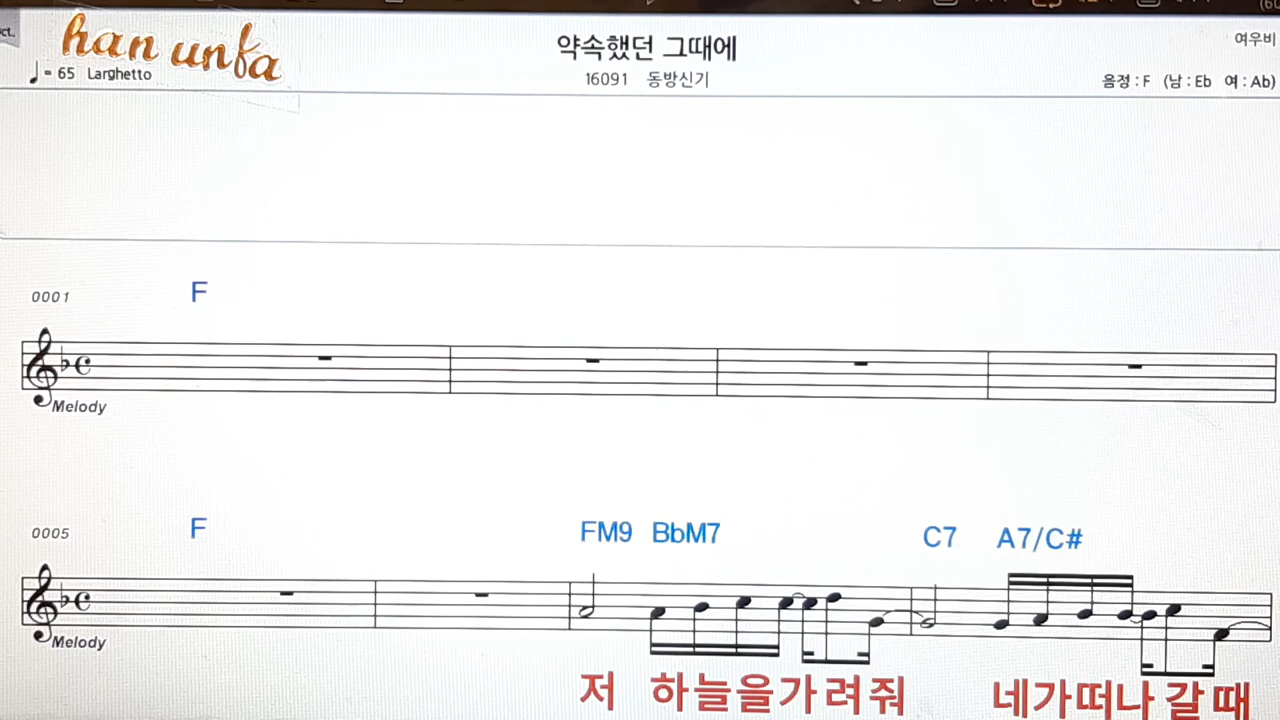 ct.
han unfa
약속했던 그때에
여우비
♩= 65 Larghetto
16091 동방신기
음정 : F (남 : Eb 여 : Ab)
0001 F
Melody
0005 F FM9 BbM7 C7 A7/C#
Melody
저 하늘을가려줘 네가떠나갈때